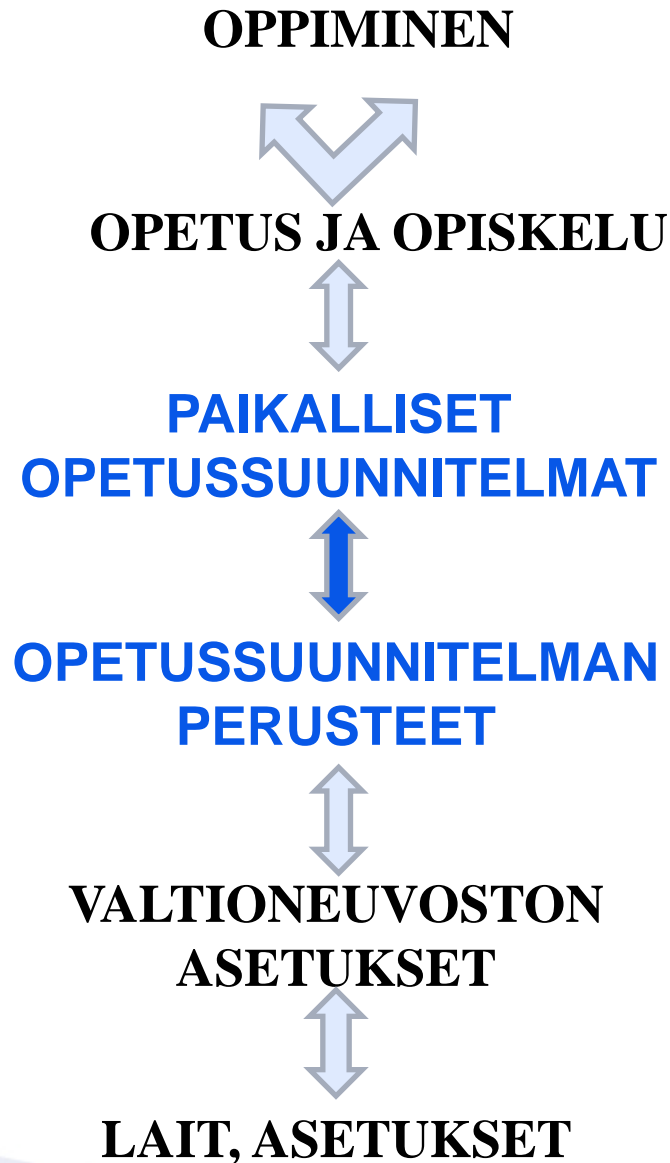 OPPIMINEN
OPETUS JA OPISKELU
PAIKALLISET
OPETUSSUUNNITELMAT
OPETUSSUUNNITELMAN
PERUSTEET
VALTIONEUVOSTON
ASETUKSET
LAIT, ASETUKSET